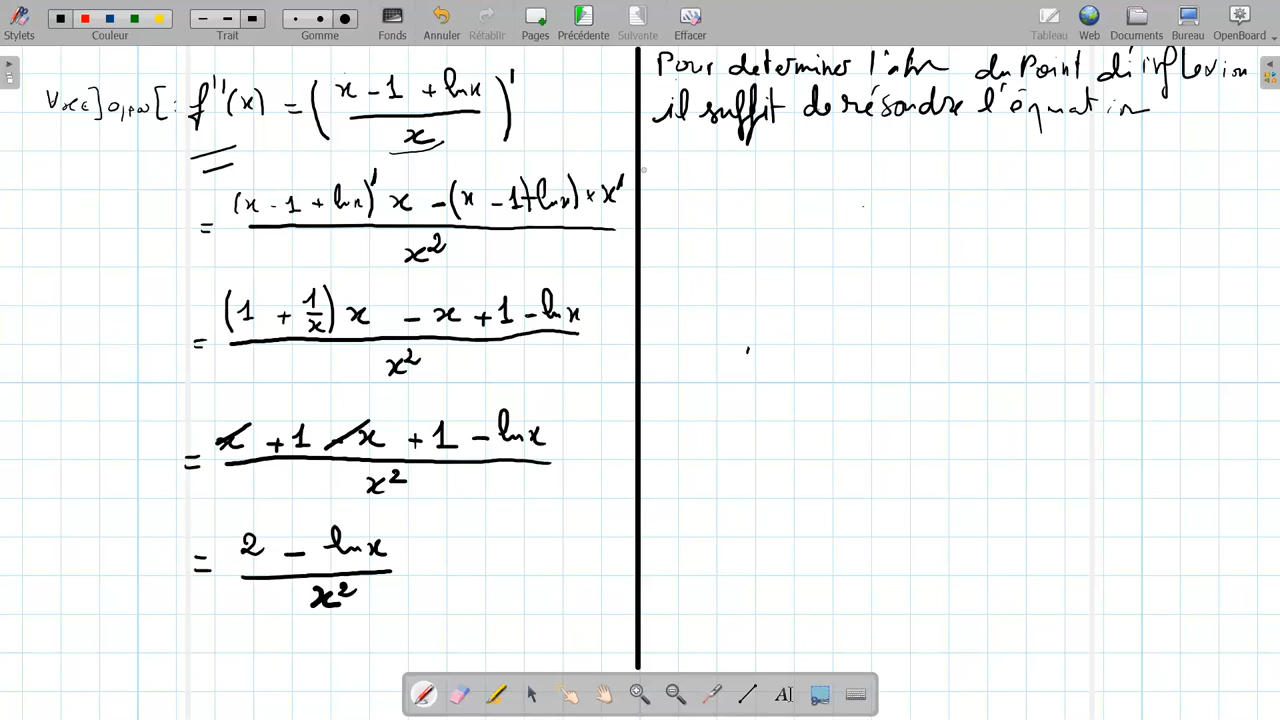 Stylets Couleur Trait Gomme Fonds Annuler Rétablir Pages Précédente Suivante Effacer Tableau Web Documents Bureau OpenBoard
∀x∈]0,+∞[ : f''(x) = ( (x - 1 + ln x) / x )'
= ( (x - 1 + ln x)' x - (x - 1 + ln x) × x' ) / x²
= ( (1 + 1/x) x - x + 1 - ln x ) / x²
= ( x + 1 - x + 1 - ln x ) / x²
= ( 2 - ln x ) / x²
Pour determiner l'abs du Point d'inflexion
il suffit de résoudre l'équation